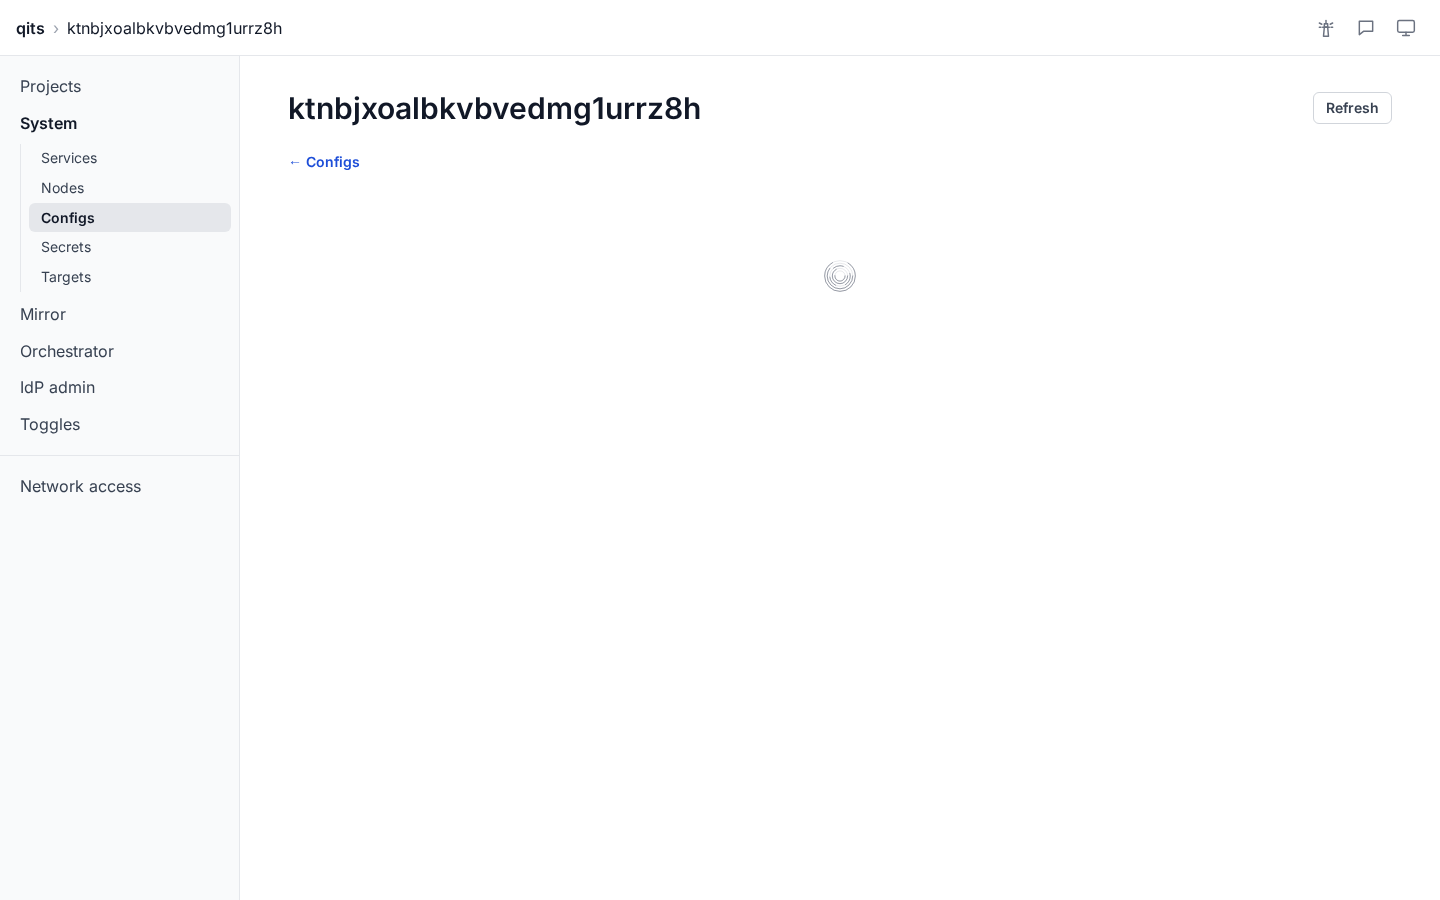 qits › ktnbjxoalbkvbvedmg1urrz8h
Projects
System
Services
Nodes
Configs
Secrets
Targets
Mirror
Orchestrator
IdP admin
Toggles
Network access
ktnbjxoalbkvbvedmg1urrz8h
Refresh
← Configs